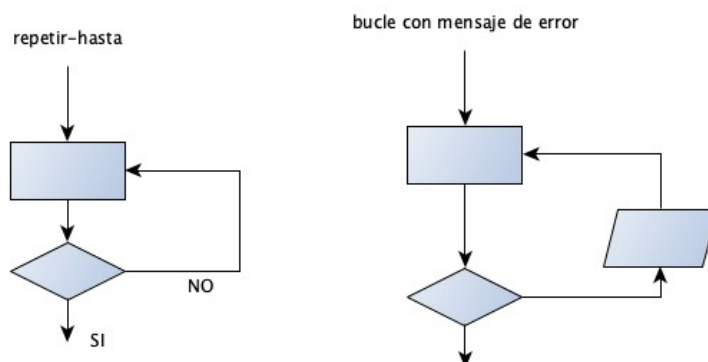 repetir-hasta
bucle con mensaje de error
NO
SI